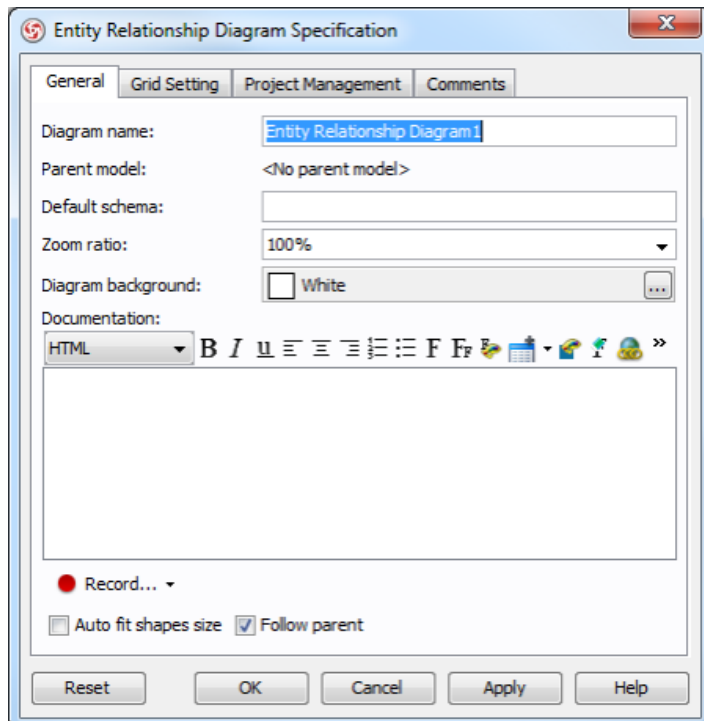 Entity Relationship Diagram Specification
General Grid Setting Project Management Comments
Diagram name: Entity Relationship Diagram1
Parent model: <No parent model>
Default schema:
Zoom ratio: 100%
Diagram background: White ...
Documentation:
HTML B I u F FF »
Record...
Auto fit shapes size Follow parent
Reset OK Cancel Apply Help